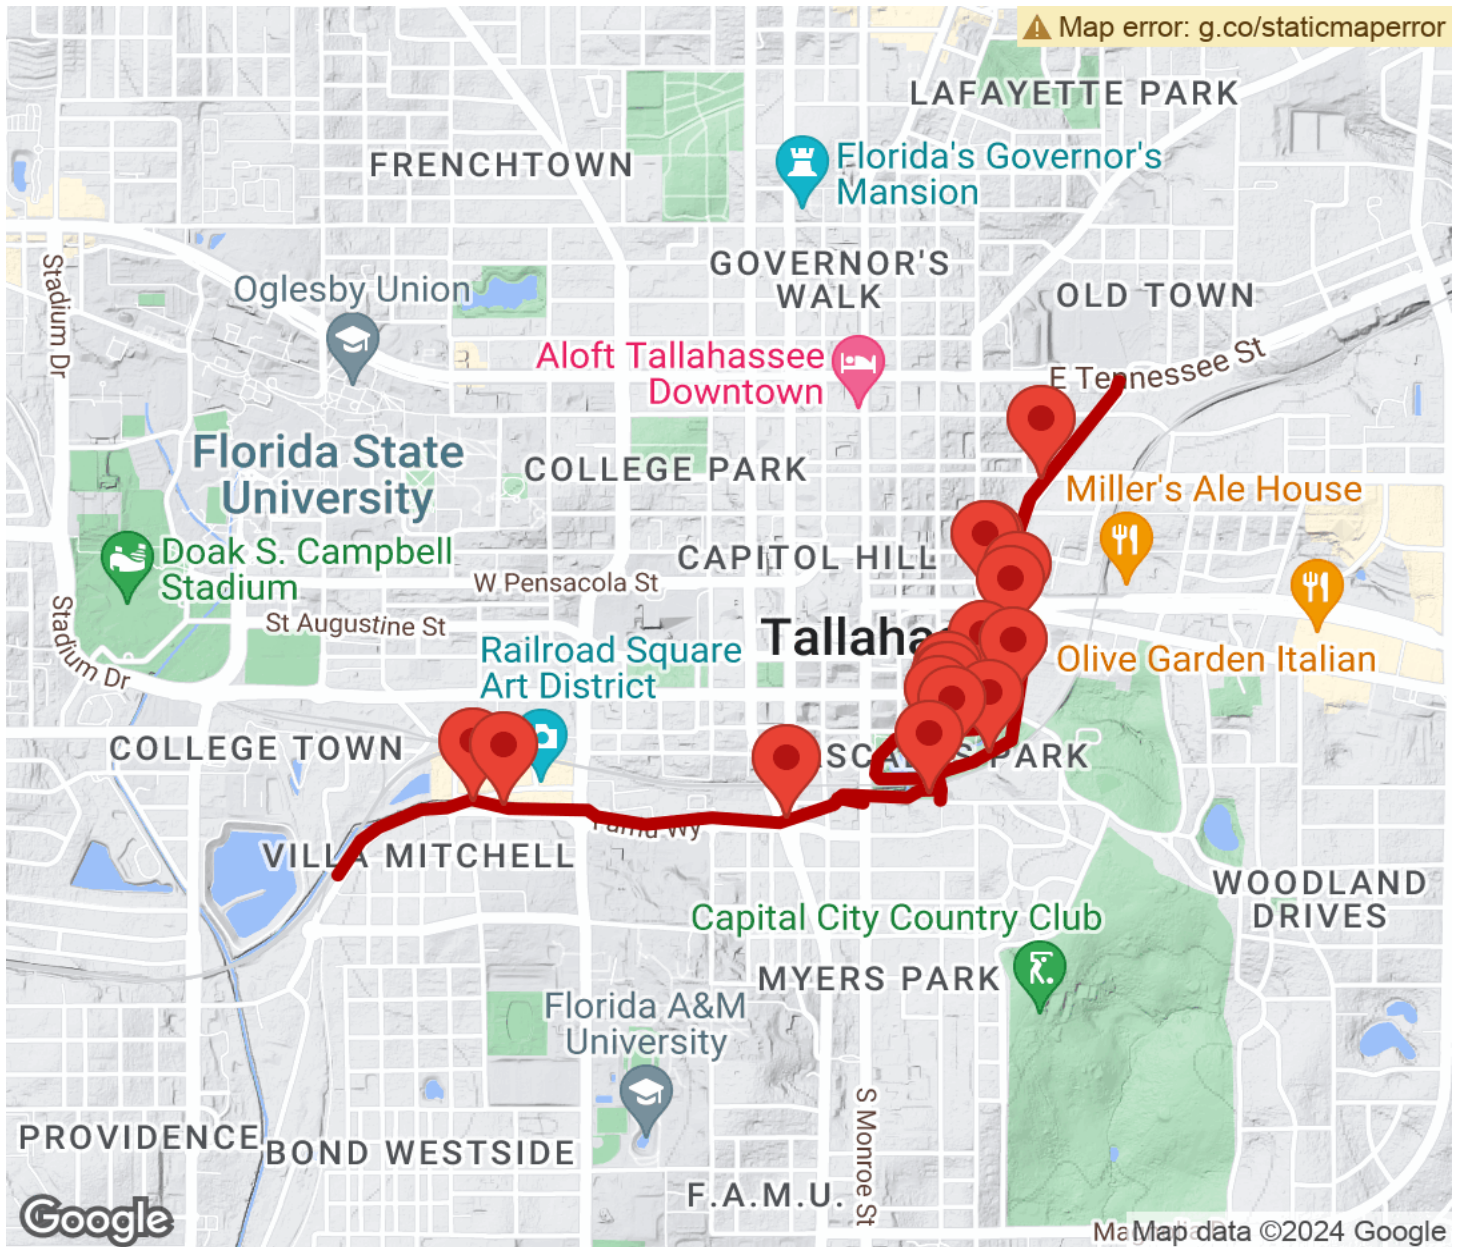 Map error: g.co/staticmaperror
LAFAYETTE PARK
FRENCHTOWN
Florida's Governor's
Mansion
GOVERNOR'S
WALK
Stadium Dr
Oglesby Union
OLD TOWN
Aloft Tallahassee
Downtown
E Tennessee St
Florida State
University
COLLEGE PARK
Miller's Ale House
Doak S. Campbell
Stadium
CAPITOL HILL
W Pensacola St
St Augustine St
Stadium Dr
Railroad Square
Art District
Tallaha
Olive Garden Italian
COLLEGE TOWN
PARK
VILLA MITCHELL
WOODLAND
DRIVES
Capital City Country Club
MYERS PARK
Florida A&M
University
S Monroe St
PROVIDENCE
BOND WESTSIDE
F.A.M.U.
Google
Map data ©2024 Google